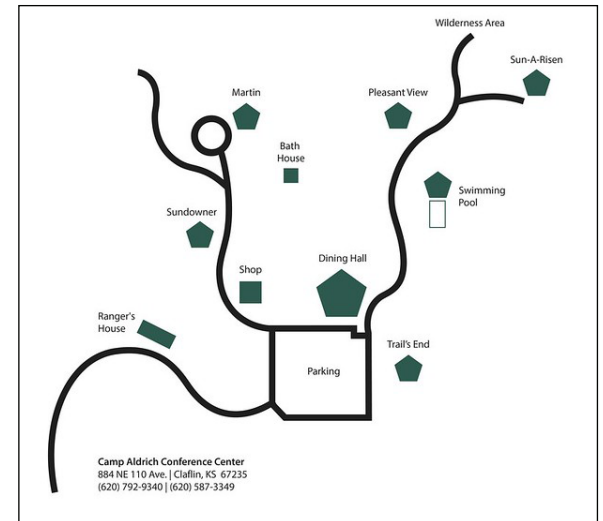 Wilderness Area
Sun-A-Risen
Martin
Pleasant View
Bath
House
Swimming
Pool
Sundowner
Dining Hall
Shop
Ranger's
House
Trail's End
Parking
Camp Aldrich Conference Center
884 NE 110 Ave. | Claflin, KS 67235
(620) 792-9340 | (620) 587-3349